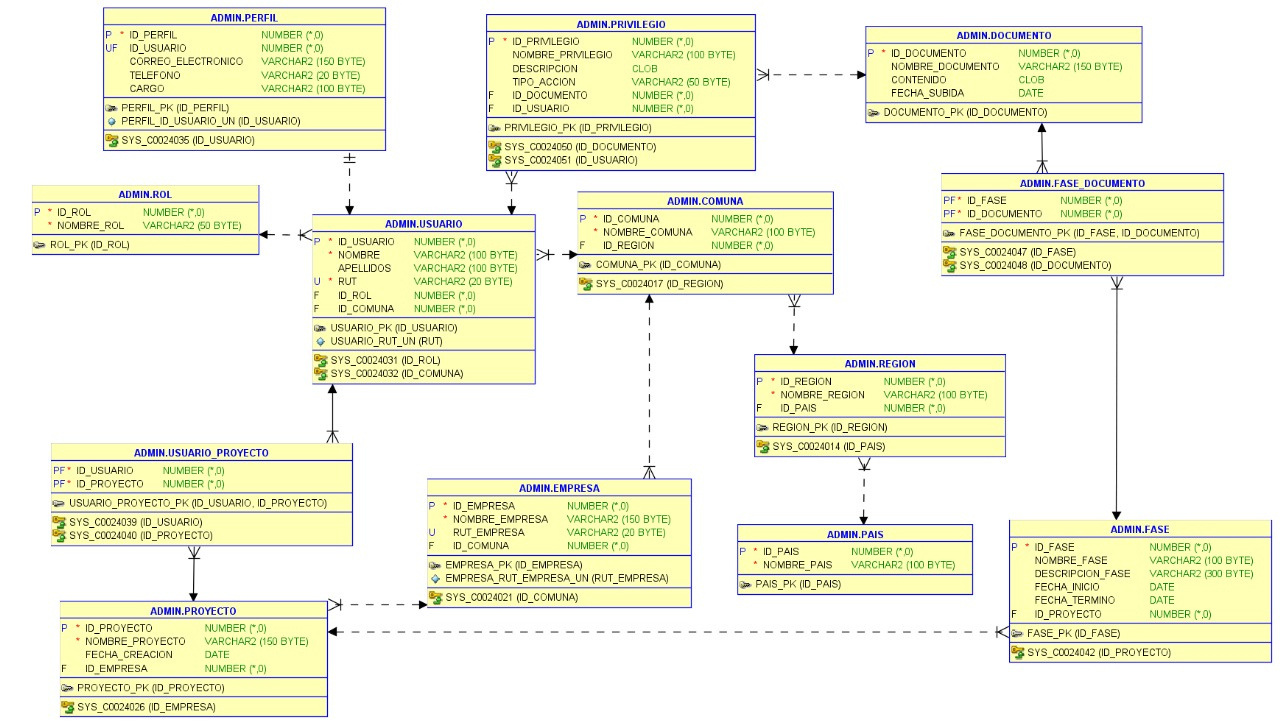 ADMIN.PERFIL
P * ID_PERFIL NUMBER (*,0)
UF ID_USUARIO NUMBER (*,0)
CORREO_ELECTRONICO VARCHAR2 (150 BYTE)
TELEFONO VARCHAR2 (20 BYTE)
CARGO VARCHAR2 (100 BYTE)
PERFIL_PK (ID_PERFIL)
PERFIL_ID_USUARIO_UN (ID_USUARIO)
SYS_C0024035 (ID_USUARIO)
ADMIN.PRIVILEGIO
P * ID_PRIVILEGIO NUMBER (*,0)
NOMBRE_PRIVILEGIO VARCHAR2 (100 BYTE)
DESCRIPCION CLOB
TIPO_ACCION VARCHAR2 (50 BYTE)
F ID_DOCUMENTO NUMBER (*,0)
F ID_USUARIO NUMBER (*,0)
PRIVILEGIO_PK (ID_PRIVILEGIO)
SYS_C0024050 (ID_DOCUMENTO)
SYS_C0024051 (ID_USUARIO)
ADMIN.DOCUMENTO
P * ID_DOCUMENTO NUMBER (*,0)
NOMBRE_DOCUMENTO VARCHAR2 (150 BYTE)
CONTENIDO CLOB
FECHA_SUBIDA DATE
DOCUMENTO_PK (ID_DOCUMENTO)
ADMIN.ROL
P * ID_ROL NUMBER (*,0)
* NOMBRE_ROL VARCHAR2 (50 BYTE)
ROL_PK (ID_ROL)
ADMIN.USUARIO
P * ID_USUARIO NUMBER (*,0)
* NOMBRE VARCHAR2 (100 BYTE)
APELLIDOS VARCHAR2 (100 BYTE)
U * RUT VARCHAR2 (20 BYTE)
F ID_ROL NUMBER (*,0)
F ID_COMUNA NUMBER (*,0)
USUARIO_PK (ID_USUARIO)
USUARIO_RUT_UN (RUT)
SYS_C0024031 (ID_ROL)
SYS_C0024032 (ID_COMUNA)
ADMIN.COMUNA
P * ID_COMUNA NUMBER (*,0)
* NOMBRE_COMUNA VARCHAR2 (100 BYTE)
F ID_REGION NUMBER (*,0)
COMUNA_PK (ID_COMUNA)
SYS_C0024017 (ID_REGION)
ADMIN.FASE_DOCUMENTO
PF* ID_FASE NUMBER (*,0)
PF* ID_DOCUMENTO NUMBER (*,0)
FASE_DOCUMENTO_PK (ID_FASE, ID_DOCUMENTO)
SYS_C0024047 (ID_FASE)
SYS_C0024048 (ID_DOCUMENTO)
ADMIN.REGION
P * ID_REGION NUMBER (*,0)
* NOMBRE_REGION VARCHAR2 (100 BYTE)
F ID_PAIS NUMBER (*,0)
REGION_PK (ID_REGION)
SYS_C0024014 (ID_PAIS)
ADMIN.USUARIO_PROYECTO
PF* ID_USUARIO NUMBER (*,0)
PF* ID_PROYECTO NUMBER (*,0)
USUARIO_PROYECTO_PK (ID_USUARIO, ID_PROYECTO)
SYS_C0024039 (ID_USUARIO)
SYS_C0024040 (ID_PROYECTO)
ADMIN.EMPRESA
P * ID_EMPRESA NUMBER (*,0)
* NOMBRE_EMPRESA VARCHAR2 (150 BYTE)
U RUT_EMPRESA VARCHAR2 (20 BYTE)
F ID_COMUNA NUMBER (*,0)
EMPRESA_PK (ID_EMPRESA)
EMPRESA_RUT_EMPRESA_UN (RUT_EMPRESA)
SYS_C0024021 (ID_COMUNA)
ADMIN.PAIS
P * ID_PAIS NUMBER (*,0)
* NOMBRE_PAIS VARCHAR2 (100 BYTE)
PAIS_PK (ID_PAIS)
ADMIN.FASE
P * ID_FASE NUMBER (*,0)
NOMBRE_FASE VARCHAR2 (100 BYTE)
DESCRIPCION_FASE VARCHAR2 (300 BYTE)
FECHA_INICIO DATE
FECHA_TERMINO DATE
F ID_PROYECTO NUMBER (*,0)
FASE_PK (ID_FASE)
SYS_C0024042 (ID_PROYECTO)
ADMIN.PROYECTO
P * ID_PROYECTO NUMBER (*,0)
* NOMBRE_PROYECTO VARCHAR2 (150 BYTE)
FECHA_CREACION DATE
F ID_EMPRESA NUMBER (*,0)
PROYECTO_PK (ID_PROYECTO)
SYS_C0024026 (ID_EMPRESA)